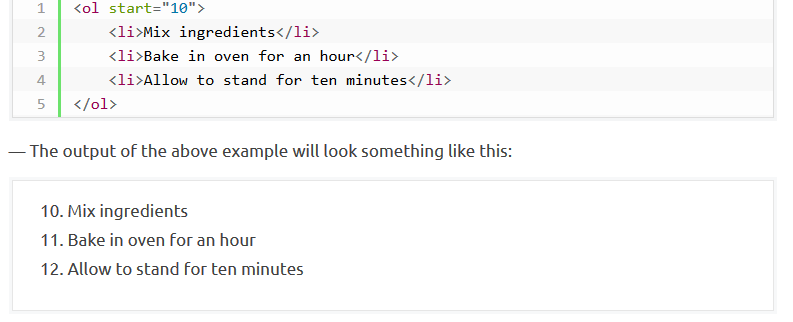 1 <ol start="10">
2     <li>Mix ingredients</li>
3     <li>Bake in oven for an hour</li>
4     <li>Allow to stand for ten minutes</li>
5 </ol>
— The output of the above example will look something like this:
10. Mix ingredients
11. Bake in oven for an hour
12. Allow to stand for ten minutes